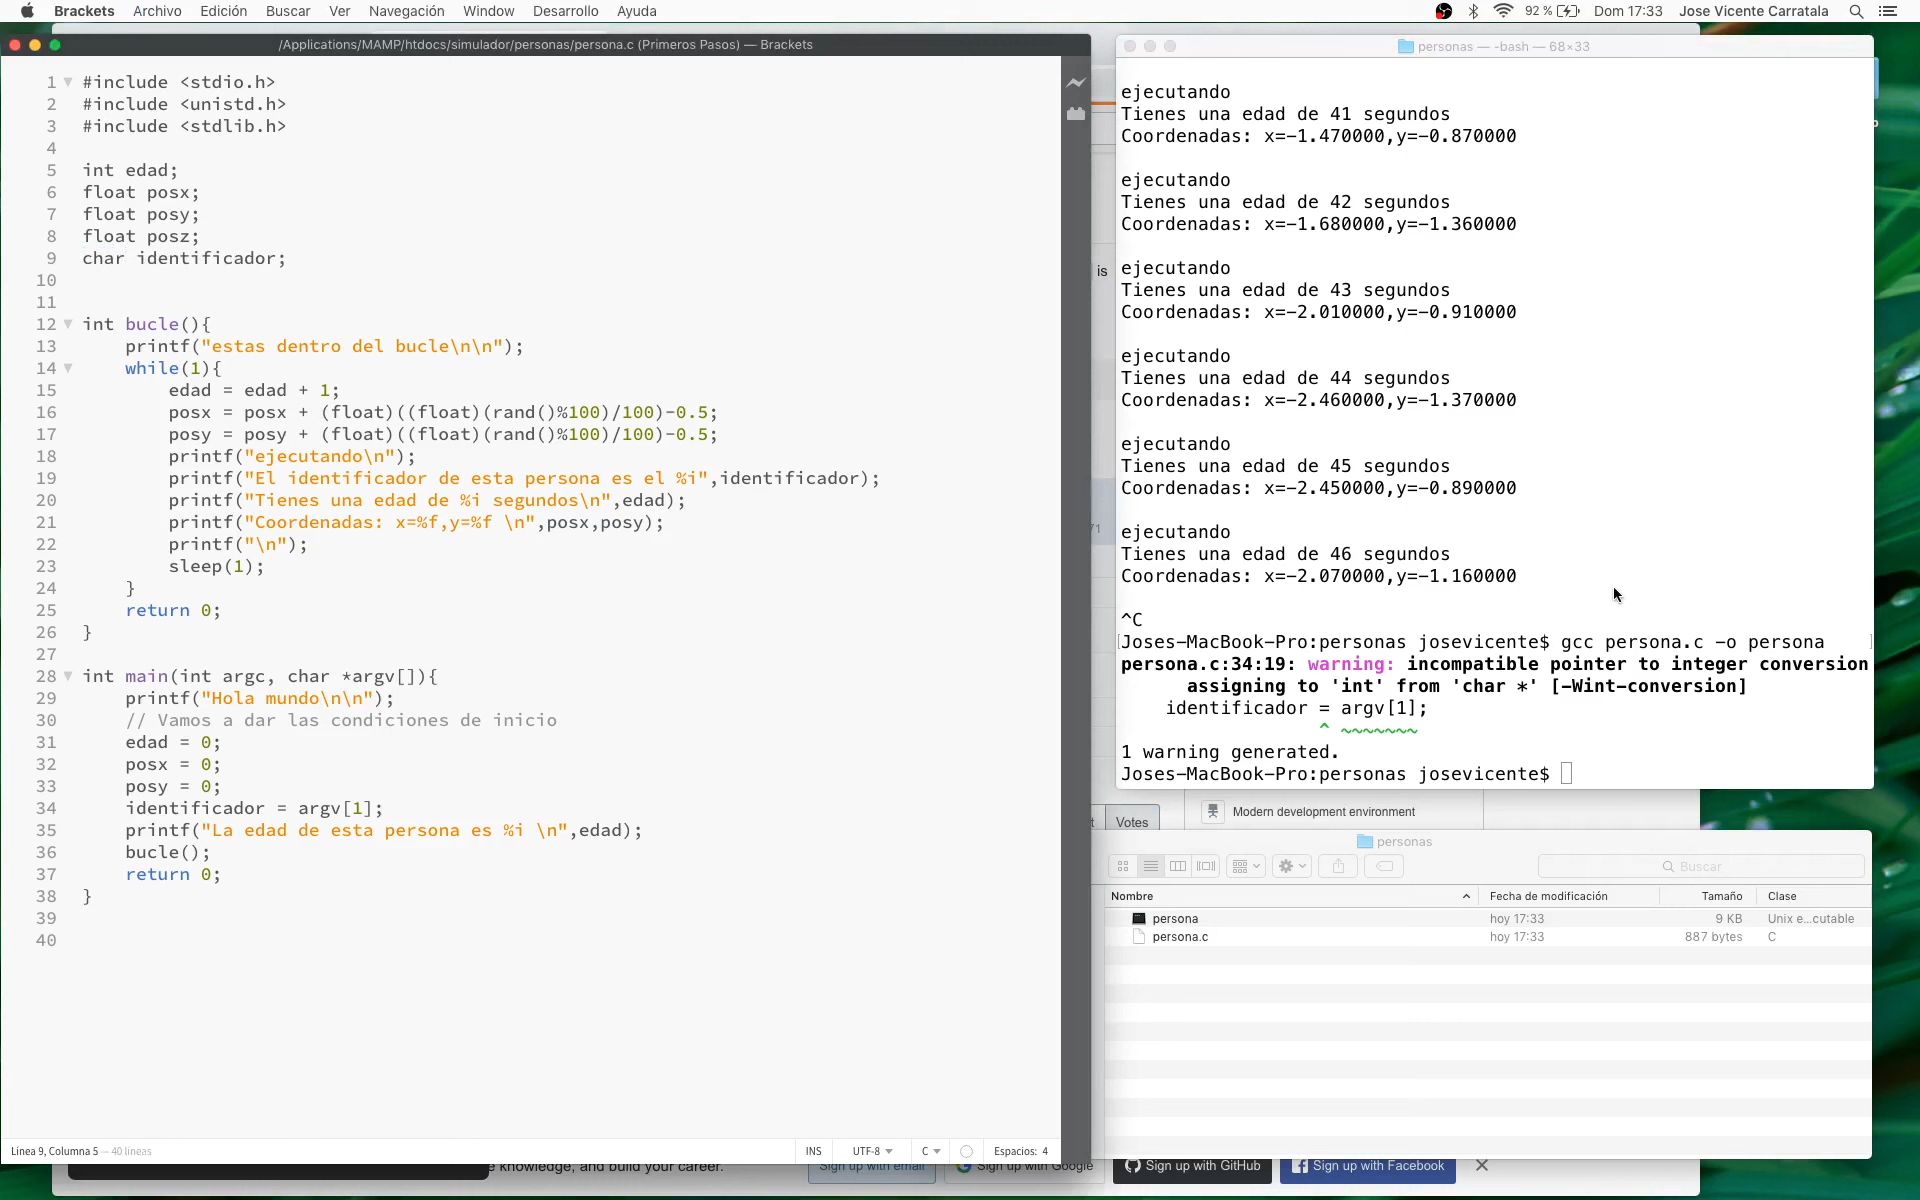 Brackets Archivo Edición Buscar Ver Navegación Window Desarrollo Ayuda 92 % Dom 17:33 Jose Vicente Carratala
/Applications/MAMP/htdocs/simulador/personas/persona.c (Primeros Pasos) — Brackets
1 #include <stdio.h>
2 #include <unistd.h>
3 #include <stdlib.h>
4
5 int edad;
6 float posx;
7 float posy;
8 float posz;
9 char identificador;
10
11
12 int bucle(){
13 printf("estas dentro del bucle\n\n");
14 while(1){
15 edad = edad + 1;
16 posx = posx + (float)((float)(rand()%100)/100)-0.5;
17 posy = posy + (float)((float)(rand()%100)/100)-0.5;
18 printf("ejecutando\n");
19 printf("El identificador de esta persona es el %i",identificador);
20 printf("Tienes una edad de %i segundos\n",edad);
21 printf("Coordenadas: x=%f,y=%f \n",posx,posy);
22 printf("\n");
23 sleep(1);
24 }
25 return 0;
26 }
27
28 int main(int argc, char *argv[]){
29 printf("Hola mundo\n\n");
30 // Vamos a dar las condiciones de inicio
31 edad = 0;
32 posx = 0;
33 posy = 0;
34 identificador = argv[1];
35 printf("La edad de esta persona es %i \n",edad);
36 bucle();
37 return 0;
38 }
39
40
Línea 9, Columna 5 — 40 líneas INS UTF-8 C Espacios: 4
personas — -bash — 68×33
ejecutando
Tienes una edad de 41 segundos
Coordenadas: x=-1.470000,y=-0.870000
ejecutando
Tienes una edad de 42 segundos
Coordenadas: x=-1.680000,y=-1.360000
ejecutando
Tienes una edad de 43 segundos
Coordenadas: x=-2.010000,y=-0.910000
ejecutando
Tienes una edad de 44 segundos
Coordenadas: x=-2.460000,y=-1.370000
ejecutando
Tienes una edad de 45 segundos
Coordenadas: x=-2.450000,y=-0.890000
ejecutando
Tienes una edad de 46 segundos
Coordenadas: x=-2.070000,y=-1.160000
^C
[Joses-MacBook-Pro:personas josevicente$ gcc persona.c -o persona ]
persona.c:34:19: warning: incompatible pointer to integer conversion
assigning to 'int' from 'char *' [-Wint-conversion]
identificador = argv[1];
^ ~~~~~~~
1 warning generated.
Joses-MacBook-Pro:personas josevicente$
is
71
t Votes
Modern development environment
personas
Buscar
Nombre Fecha de modificación Tamaño Clase
persona hoy 17:33 9 KB Unix e...cutable
persona.c hoy 17:33 887 bytes C
e knowledge, and build your career. Sign up with email Sign up with Google Sign up with GitHub Sign up with Facebook